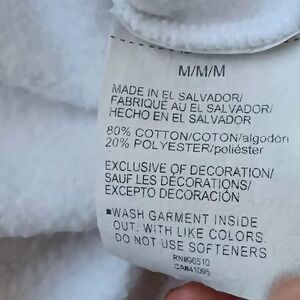 M/M/M
MADE IN EL SALVADOR/
FABRIQUÉ AU EL SALVADOR/
HECHO EN EL SALVADOR
80% COTTON/COTON/algodón
20% POLYESTER/poliéster
EXCLUSIVE OF DECORATION/
SAUF LES DÉCORATIONS/
EXCEPTO DECORACIÓN
▪WASH GARMENT INSIDE
OUT, WITH LIKE COLORS.
DO NOT USE SOFTENERS
RN#96510
CA#41095